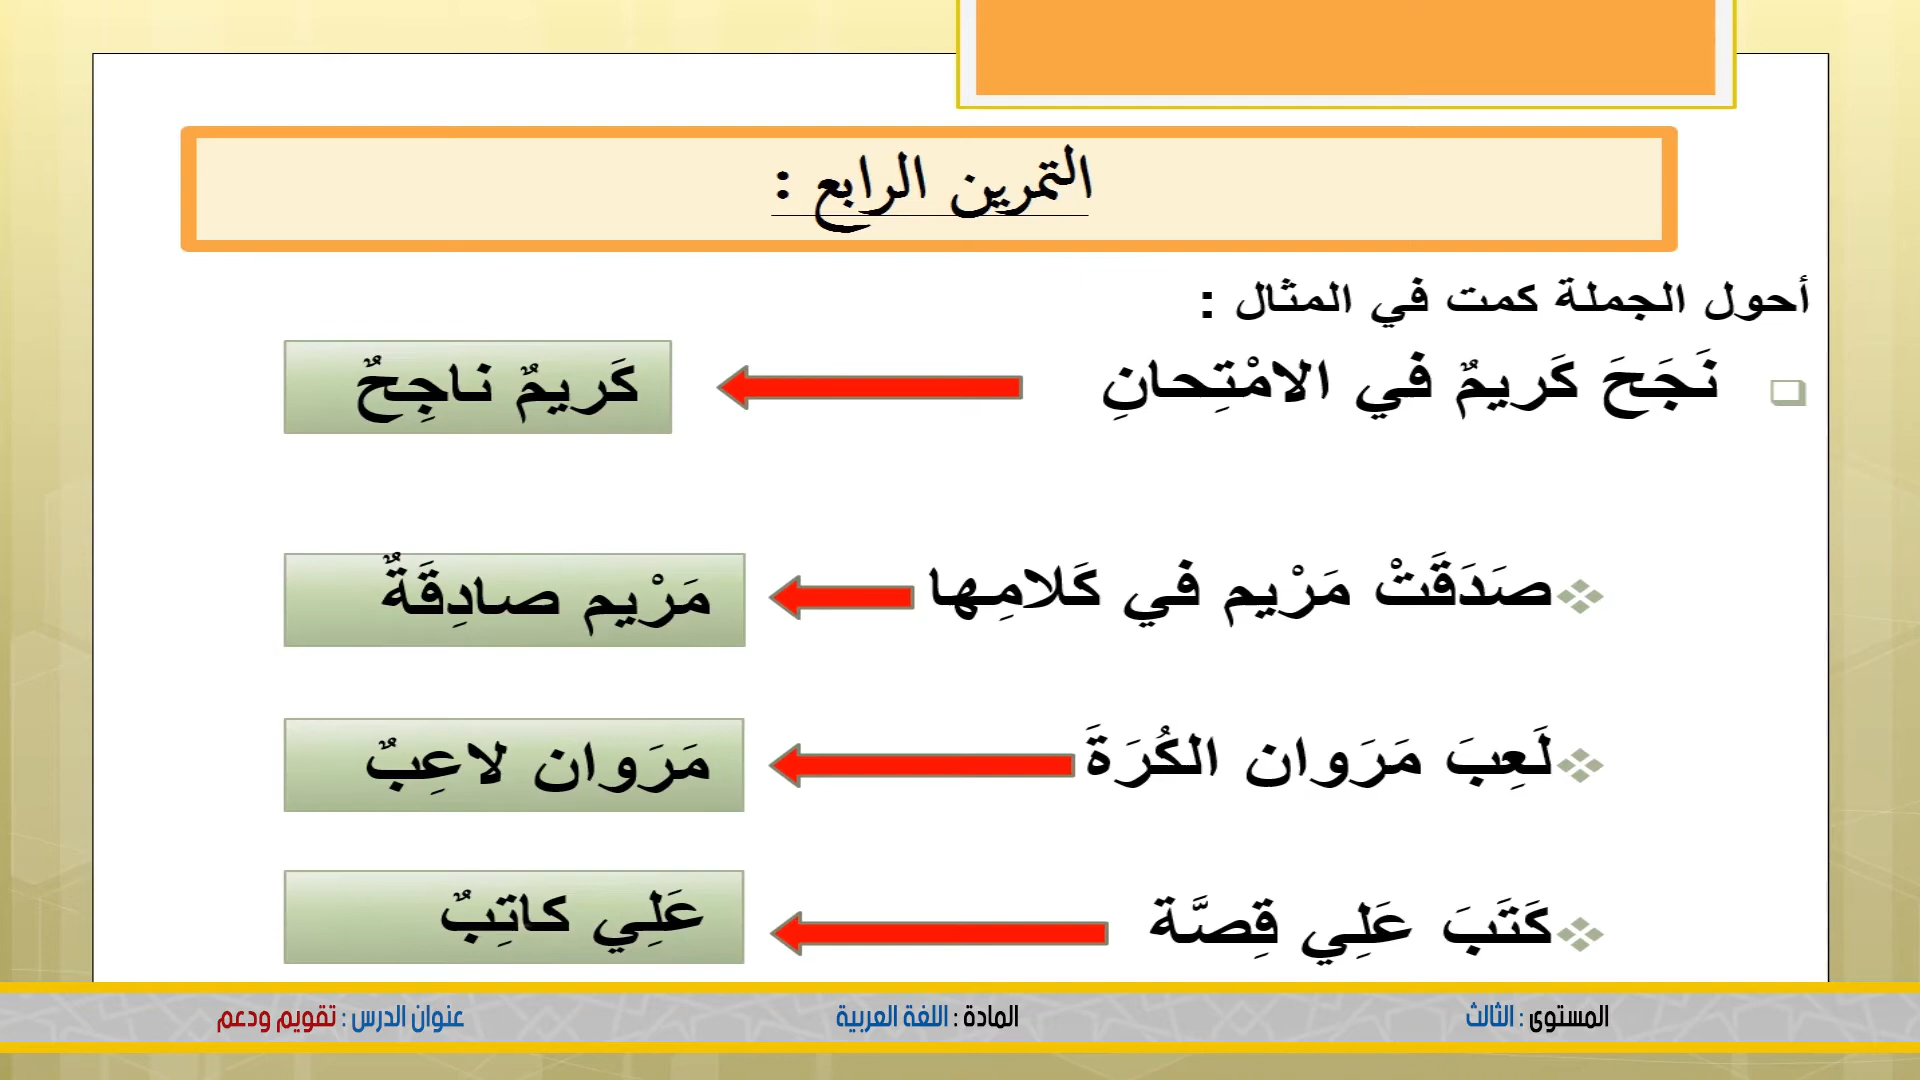 التمرين الرابع :
أحول الجملة كمت في المثال :
نَجَحَ كَريمٌ في الامْتِحانِ
كَريمٌ ناجِحٌ
صَدَقَتْ مَرْيم في كَلامِها
مَرْيم صادِقَةٌ
لَعِبَ مَرَوان الكُرَةَ
مَرَوان لاعِبٌ
كَتَبَ عَلِي قِصَّة
عَلِي كاتِبٌ
المستوى : الثالث
المادة : اللغة العربية
عنوان الدرس : تقويم ودعم